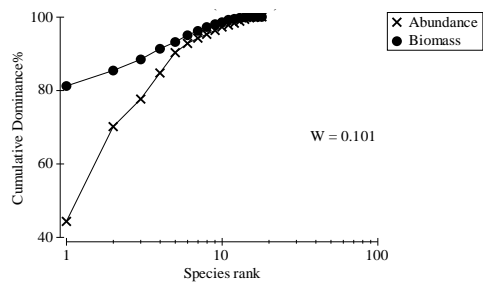 Abundance
Biomass
100
80
60
40
Cumulative Dominance%
W = 0.101
1
10
100
Species rank